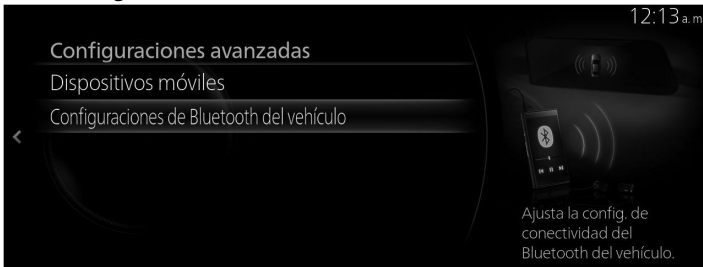 12:13 a. m
Configuraciones avanzadas
Dispositivos móviles
Configuraciones de Bluetooth del vehículo
Ajusta la config. de
conectividad del
Bluetooth del vehículo.